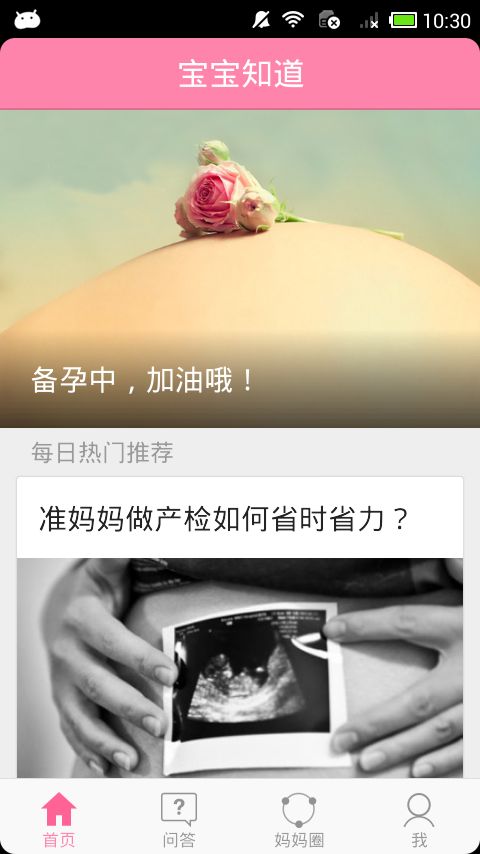 10:30
宝宝知道
备孕中，加油哦！
每日热门推荐
准妈妈做产检如何省时省力？
首页
问答
妈妈圈
我